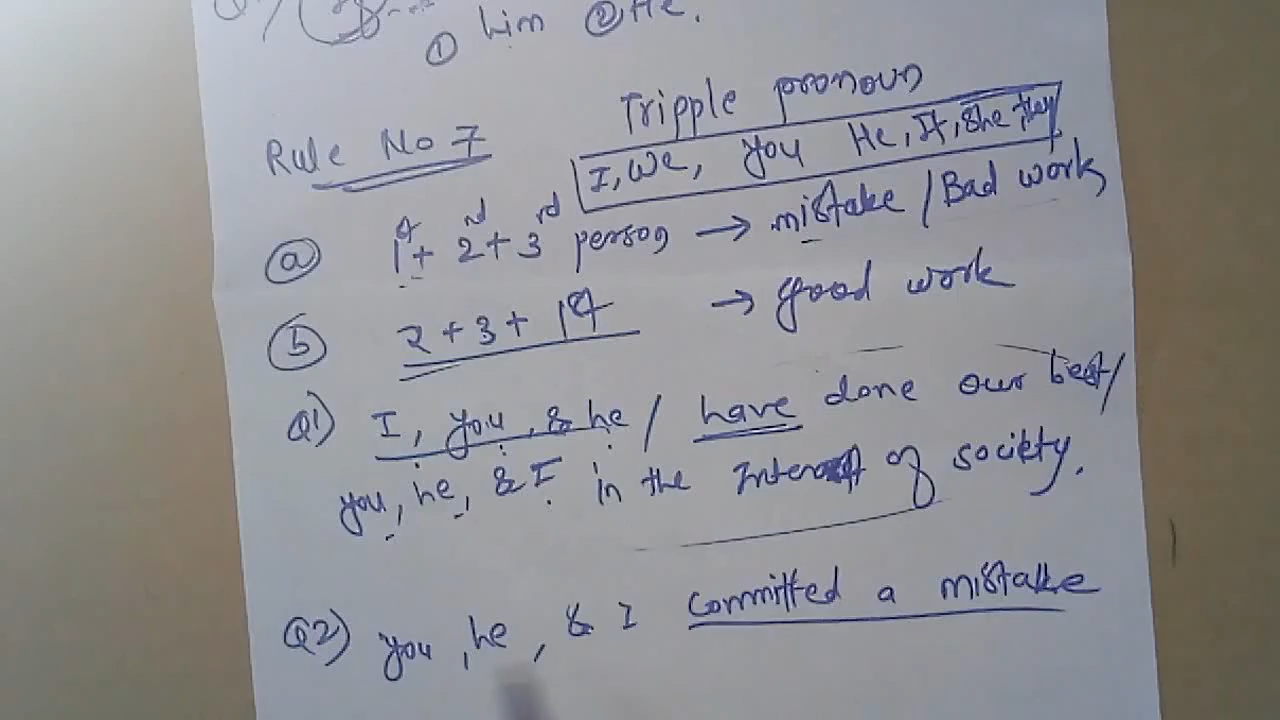 ① him ② He.
Tripple pronoun
Rule No 7
I, We, you He, It, She, they
ⓐ 1st + 2nd + 3rd person → mistake / Bad work
ⓑ 2 + 3 + 1st → good work
Q1) I, you, & he / have done our best /
you, he, & I in the Interest of society.
Q2) you, he, & I committed a mistake